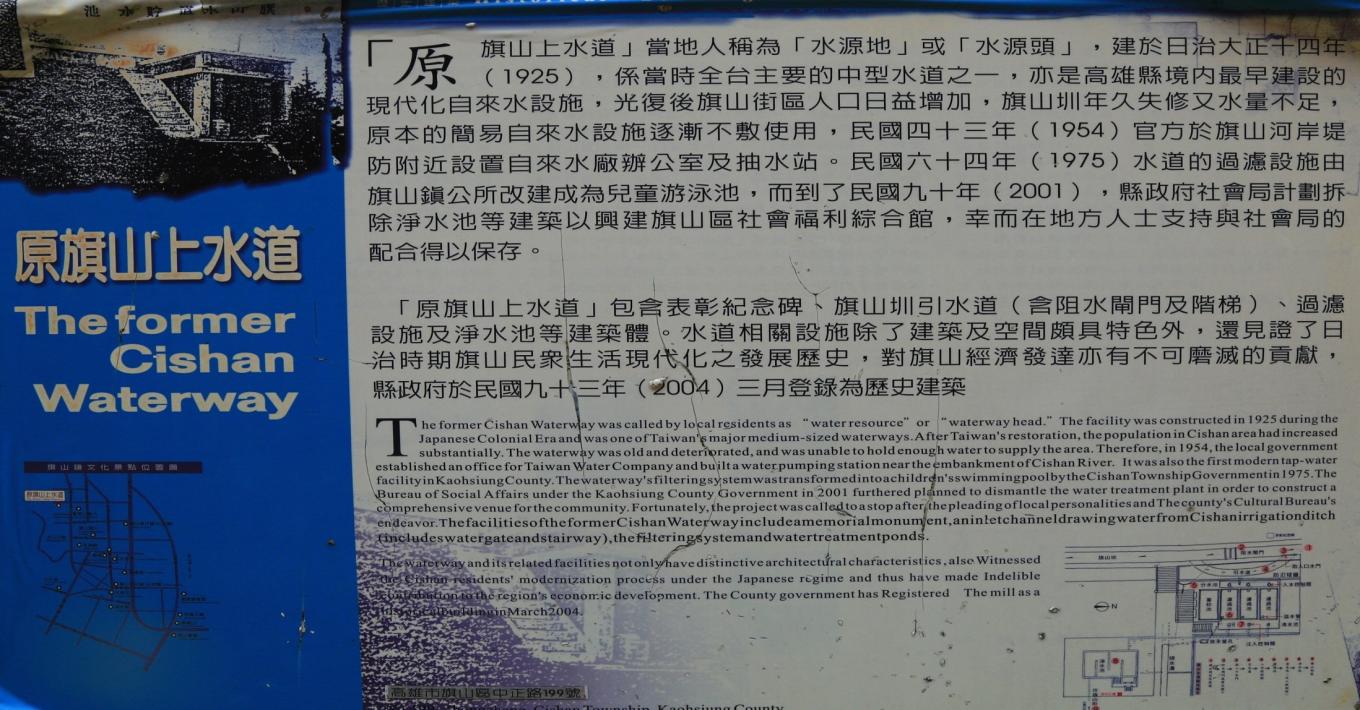 池水貯道水山旗
原旗山上水道
The former
Cishan
Waterway
旗山鎮文化景點位置圖
原旗山上水道
「原旗山上水道」當地人稱為「水源地」或「水源頭」，建於日治大正十四年
（1925），係當時全台主要的中型水道之一，亦是高雄縣境內最早建設的
現代化自來水設施，光復後旗山街區人口日益增加，旗山圳年久失修又水量不足，
原本的簡易自來水設施逐漸不敷使用，民國四十三年（1954）官方於旗山河岸堤
防附近設置自來水廠辦公室及抽水站。民國六十四年（1975）水道的過濾設施由
旗山鎮公所改建成為兒童游泳池，而到了民國九十年（2001），縣政府社會局計劃拆
除淨水池等建築以興建旗山區社會福利綜合館，幸而在地方人士支持與社會局的
配合得以保存。
「原旗山上水道」包含表彰紀念碑、旗山圳引水道（含阻水閘門及階梯）、過濾
設施及淨水池等建築體。水道相關設施除了建築及空間頗具特色外，還見證了日
治時期旗山民眾生活現代化之發展歷史，對旗山經濟發達亦有不可磨滅的貢獻，
縣政府於民國九十三年（2004）三月登錄為歷史建築
The former Cishan Waterway was called by local residents as “water resource” or “waterway head.” The facility was constructed in 1925 during the
Japanese Colonial Era and was one of Taiwan's major medium-sized waterways. After Taiwan's restoration, the population in Cishan area had increased
substantially. The waterway was old and deteriorated, and was unable to hold enough water to supply the area. Therefore, in 1954, the local government
established an office for Taiwan Water Company and built a water pumping station near the embankment of Cishan River. It was also the first modern tap-water
facility in Kaohsiung County. The waterway's filtering system was transformed into a children's swimming pool by the Cishan Township Government in 1975. The
Bureau of Social Affairs under the Kaohsiung County Government in 2001 furthered planned to dismantle the water treatment plant in order to construct a
comprehensive venue for the community. Fortunately, the project was called to a stop after the pleading of local personalities and The county's Cultural Bureau's
endeavor. The facilities of the former Cishan Waterway include a memorial monument, an inlet channel drawing water from Cishan irrigation ditch
(includes watergate and stairway), the filtering system and water treatment ponds.
The waterway and its related facilities not only have distinctive architectural characteristics, also Witnessed
the Cishan residents' modernization process under the Japanese regime and thus have made Indelible
contribution to the region's economic development. The County government has Registered The mill as a
historical building in March 2004.
高雄市旗山區中正路199號
Cishan Township, Kaohsiung County